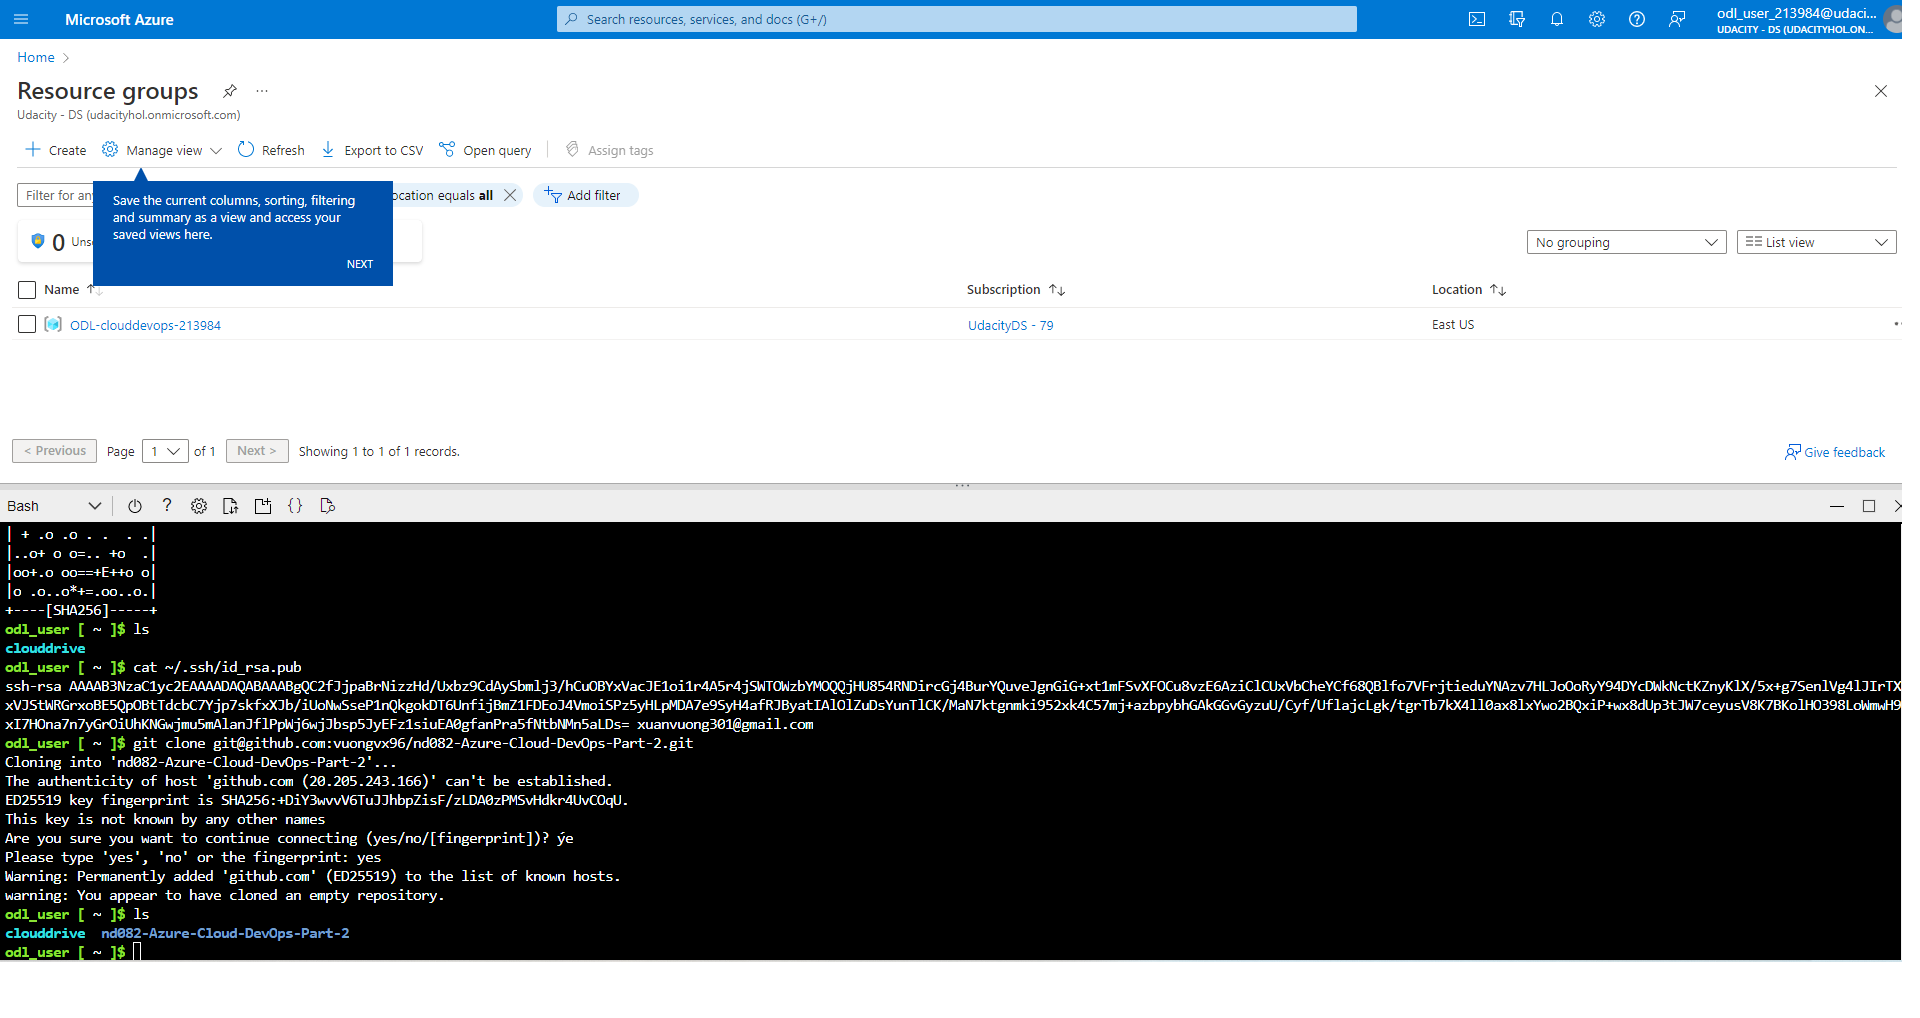 Microsoft Azure
Search resources, services, and docs (G+/)
odl_user_213984@udaci...
UDACITY - DS (UDACITYHOL.ON...
Home
Resource groups
Udacity - DS (udacityhol.onmicrosoft.com)
Create Manage view Refresh Export to CSV Open query Assign tags
Filter for any
ocation equals all
Add filter
Save the current columns, sorting, filtering
and summary as a view and access your
saved views here.
NEXT
0 Unse
No grouping
List view
Name Subscription Location
ODL-clouddevops-213984 UdacityDS - 79 East US
< Previous Page 1 of 1 Next > Showing 1 to 1 of 1 records.
Give feedback
Bash
| + .o .o . .  . .|
|..o+ o o=.. +o  .|
|oo+.o oo==+E++o o|
|o .o..o*+=.oo..o.|
+----[SHA256]-----+
odl_user [ ~ ]$ ls
clouddrive
odl_user [ ~ ]$ cat ~/.ssh/id_rsa.pub
ssh-rsa AAAAB3NzaC1yc2EAAAADAQABAAABgQC2fJjpaBrNizzHd/Uxbz9CdAySbmlj3/hCuOBYxVacJE1oi1r4A5r4jSWTOWzbYMOQQjHU854RNDircGj4BurYQuveJgnGiG+xt1mFSvXFOCu8vzE6AziClCUxVbCheYCf68QBlfo7VFrjtieduYNAzv7HLJoOoRyY94DYcDWkNctKZnyKlX/5x+g7SenlVg4lJIrTX
xVJStWRGrxoBE5QpOBtTdcbC7Yjp7skfxXJb/iUoNwSseP1nQkgokDT6UnfijBmZ1FDEoJ4VmoiSPz5yHLpMDA7e9SyH4afRJByatIAlOlZuDsYunTlCK/MaN7ktgnmki952xk4C57mj+azbpybhGAkGGvGyzuU/Cyf/UflajcLgk/tgrTb7kX4ll0ax8lxYwo2BQxiP+wx8dUp3tJW7ceyusV8K7BKolHO398LoWmwH9
xI7HOna7n7yGrOiUhKNGwjmu5mAlanJflPpWj6wjJbsp5JyEFz1siuEA0gfanPra5fNtbNMn5aLDs= xuanvuong301@gmail.com
odl_user [ ~ ]$ git clone git@github.com:vuongvx96/nd082-Azure-Cloud-DevOps-Part-2.git
Cloning into 'nd082-Azure-Cloud-DevOps-Part-2'...
The authenticity of host 'github.com (20.205.243.166)' can't be established.
ED25519 key fingerprint is SHA256:+DiY3wvvV6TuJJhbpZisF/zLDA0zPMSvHdkr4UvCOqU.
This key is not known by any other names
Are you sure you want to continue connecting (yes/no/[fingerprint])? ýe
Please type 'yes', 'no' or the fingerprint: yes
Warning: Permanently added 'github.com' (ED25519) to the list of known hosts.
warning: You appear to have cloned an empty repository.
odl_user [ ~ ]$ ls
clouddrive  nd082-Azure-Cloud-DevOps-Part-2
odl_user [ ~ ]$